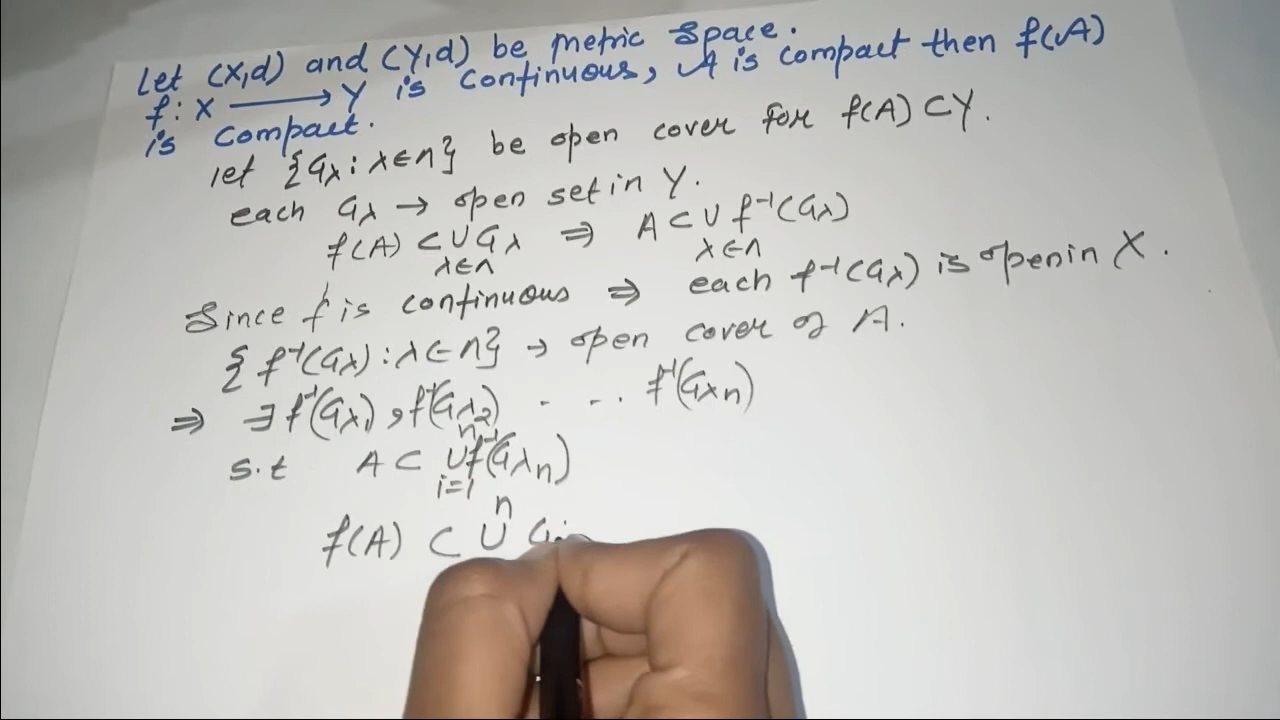 Let (X,d) and (Y,d) be metric space.
f: X ⟶ Y is continuous, A is compact then f(A)
is compact.
let {Gλ : λ ∈ Λ} be open cover for f(A) ⊂ Y.
each Gλ → open set in Y.
f(A) ⊂ ∪ Gλ ⇒ A ⊂ ∪ f⁻¹(Gλ)
λ∈Λ λ∈Λ
Since f is continuous ⇒ each f⁻¹(Gλ) is open in X.
{f⁻¹(Gλ) : λ ∈ Λ} → open cover of A.
⇒ ∃ f⁻¹(Gλ₁), f⁻¹(Gλ₂) - - . . f⁻¹(Gλn)
n
s.t A ⊂ ∪ f⁻¹(Gλn)
i=1
n
f(A) ⊂ ∪